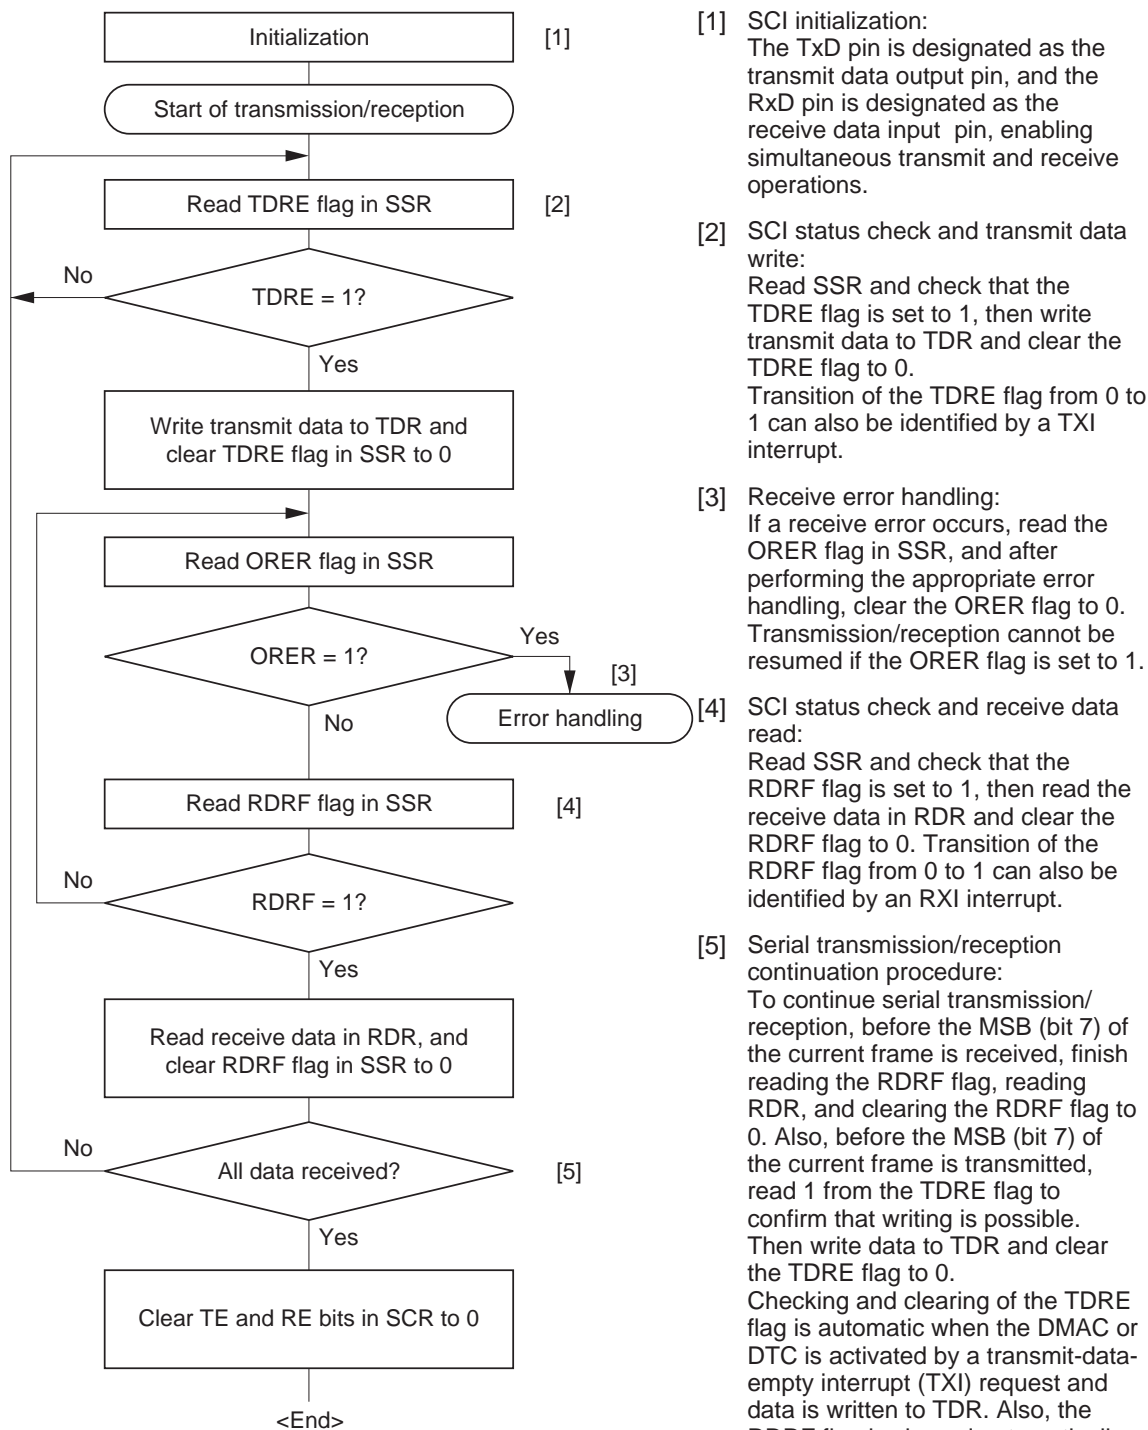 Initialization
[1]
Start of transmission/reception
Read TDRE flag in SSR
[2]
No
TDRE = 1?
Yes
Write transmit data to TDR and
clear TDRE flag in SSR to 0
Read ORER flag in SSR
ORER = 1?
Yes
[3]
No
Error handling
Read RDRF flag in SSR
[4]
No
RDRF = 1?
Yes
Read receive data in RDR, and
clear RDRF flag in SSR to 0
No
All data received?
[5]
Yes
Clear TE and RE bits in SCR to 0
<End>
[1] SCI initialization:
The TxD pin is designated as the
transmit data output pin, and the
RxD pin is designated as the
receive data input pin, enabling
simultaneous transmit and receive
operations.
[2] SCI status check and transmit data
write:
Read SSR and check that the
TDRE flag is set to 1, then write
transmit data to TDR and clear the
TDRE flag to 0.
Transition of the TDRE flag from 0 to
1 can also be identified by a TXI
interrupt.
[3] Receive error handling:
If a receive error occurs, read the
ORER flag in SSR, and after
performing the appropriate error
handling, clear the ORER flag to 0.
Transmission/reception cannot be
resumed if the ORER flag is set to 1.
[4] SCI status check and receive data
read:
Read SSR and check that the
RDRF flag is set to 1, then read the
receive data in RDR and clear the
RDRF flag to 0. Transition of the
RDRF flag from 0 to 1 can also be
identified by an RXI interrupt.
[5] Serial transmission/reception
continuation procedure:
To continue serial transmission/
reception, before the MSB (bit 7) of
the current frame is received, finish
reading the RDRF flag, reading
RDR, and clearing the RDRF flag to
0. Also, before the MSB (bit 7) of
the current frame is transmitted,
read 1 from the TDRE flag to
confirm that writing is possible.
Then write data to TDR and clear
the TDRE flag to 0.
Checking and clearing of the TDRE
flag is automatic when the DMAC or
DTC is activated by a transmit-data-
empty interrupt (TXI) request and
data is written to TDR. Also, the